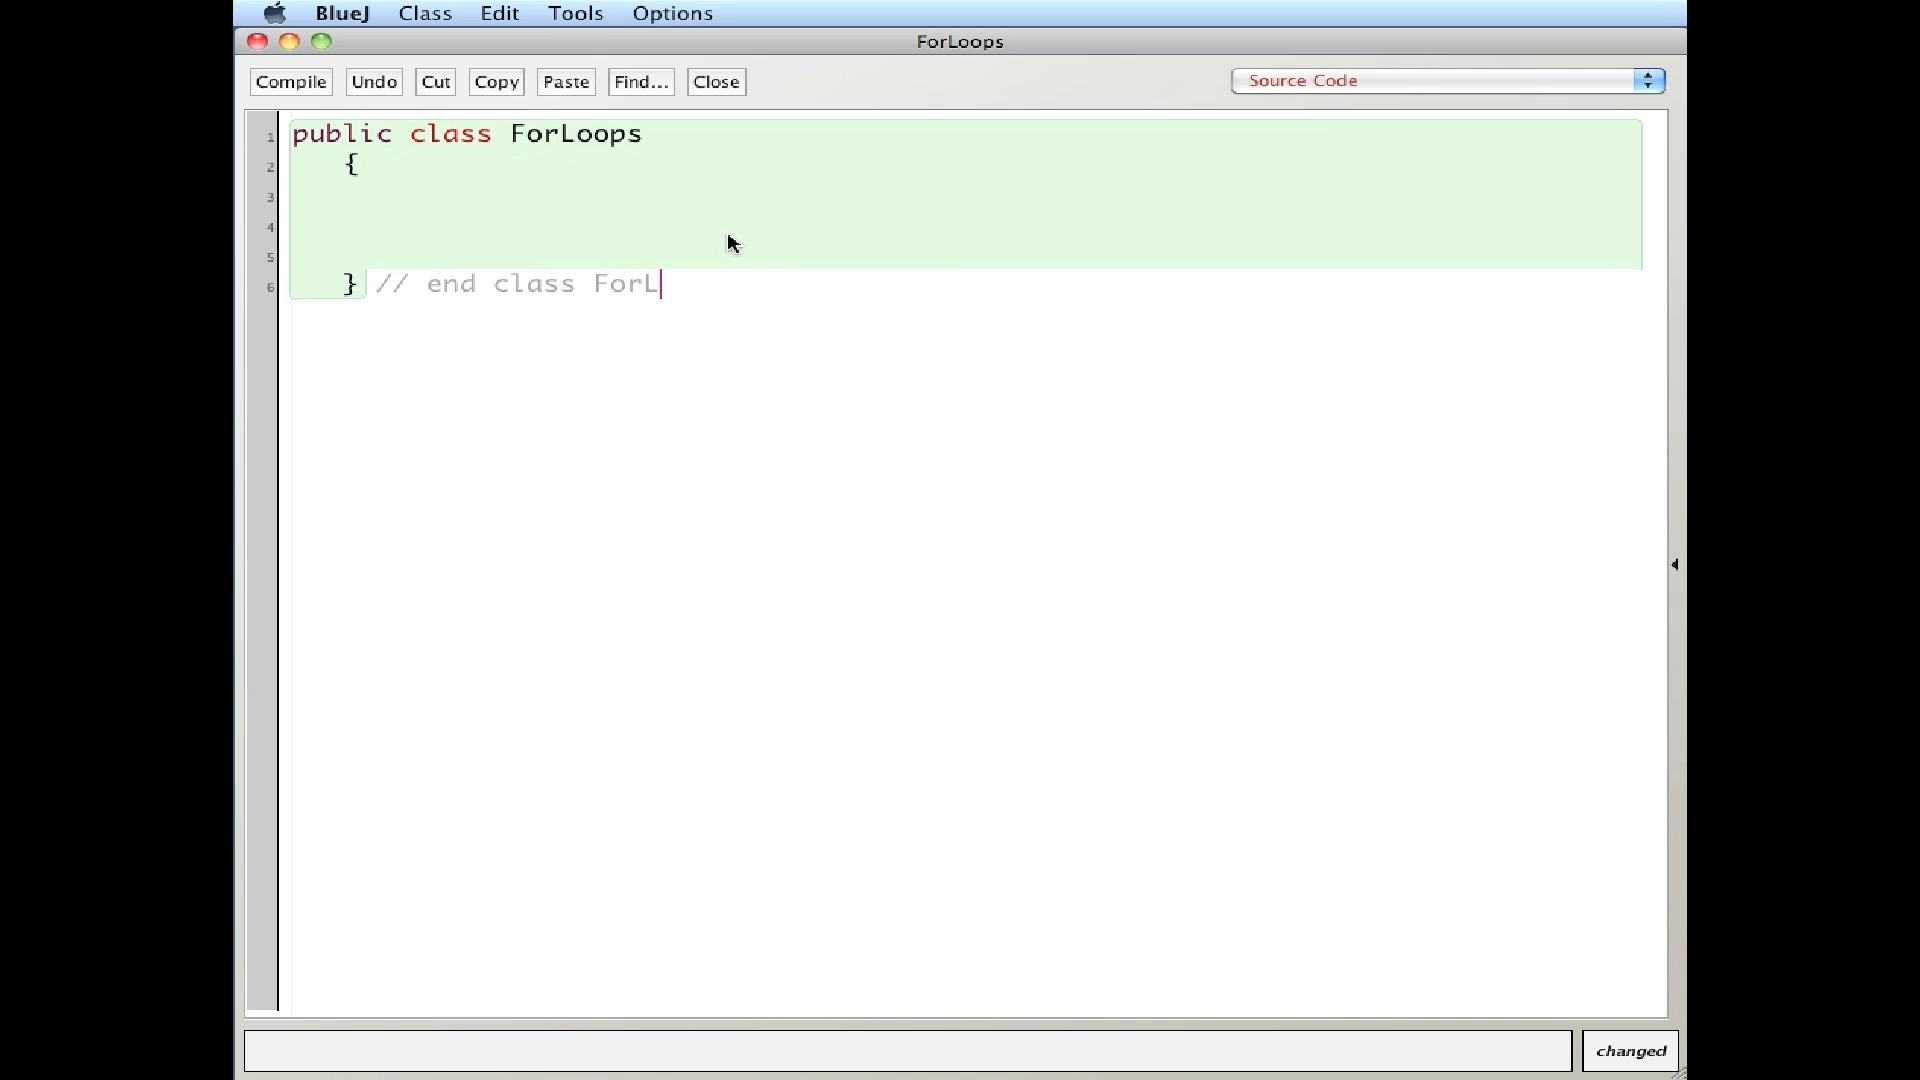 BlueJ Class Edit Tools Options
ForLoops
Compile Undo Cut Copy Paste Find... Close Source Code
1 public class ForLoops
2 {
3
4
5
6 } // end class ForL
changed